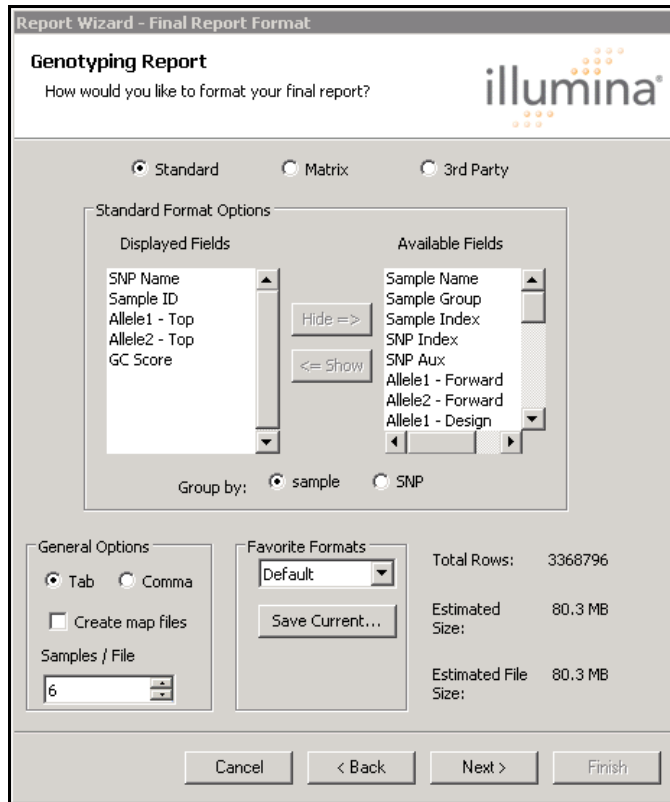 Report Wizard - Final Report Format
Genotyping Report
How would you like to format your final report?
illumina®
Standard
Matrix
3rd Party
Standard Format Options
Displayed Fields
Available Fields
SNP Name
Sample ID
Allele1 - Top
Allele2 - Top
GC Score
Hide =>
<= Show
Sample Name
Sample Group
Sample Index
SNP Index
SNP Aux
Allele1 - Forward
Allele2 - Forward
Allele1 - Design
Group by: sample SNP
General Options
Tab Comma
Create map files
Samples / File
6
Favorite Formats
Default
Save Current...
Total Rows: 3368796
Estimated
Size:
80.3 MB
Estimated File
Size:
80.3 MB
Cancel
< Back
Next >
Finish